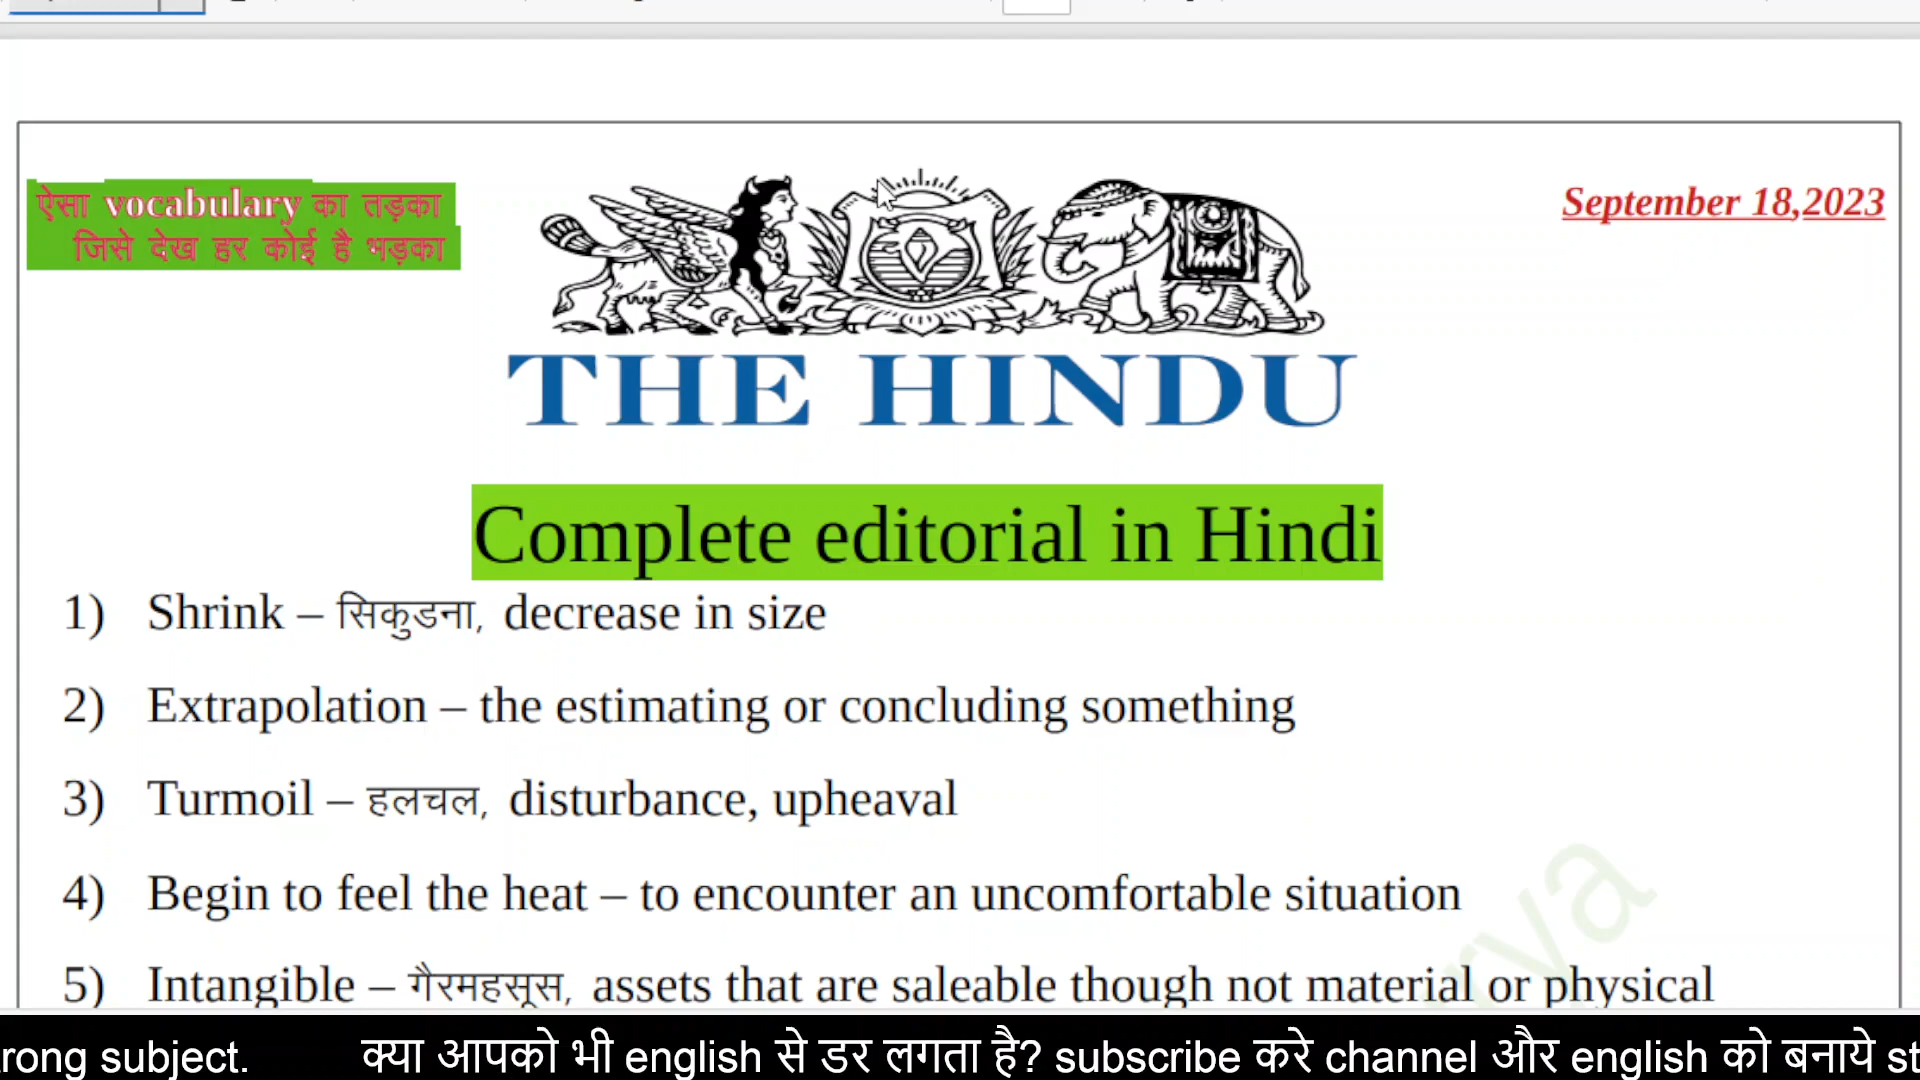 ऐसा vocabulary का तड़का
जिसे देख हर कोई है भड़का
September 18,2023
THE HINDU
Complete editorial in Hindi
1) Shrink – सिकुडना, decrease in size
2) Extrapolation – the estimating or concluding something
3) Turmoil – हलचल, disturbance, upheaval
4) Begin to feel the heat – to encounter an uncomfortable situation
5) Intangible – गैरमहसूस, assets that are saleable though not material or physical
rong subject. क्या आपको भी english से डर लगता है? subscribe करे channel और english को बनाये st